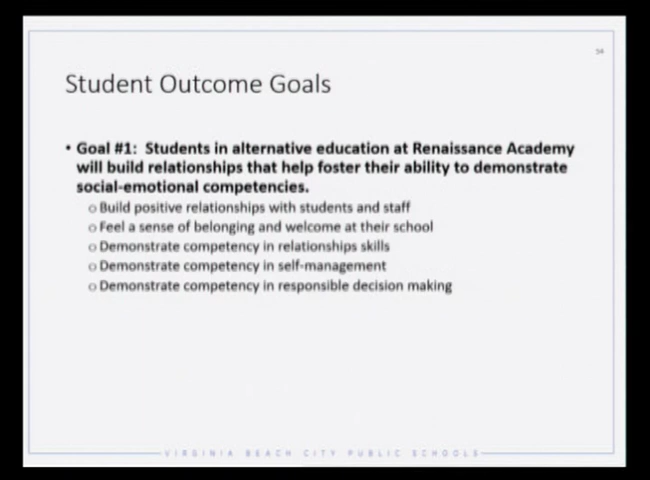 54
Student Outcome Goals
• Goal #1: Students in alternative education at Renaissance Academy
will build relationships that help foster their ability to demonstrate
social-emotional competencies.
o Build positive relationships with students and staff
o Feel a sense of belonging and welcome at their school
o Demonstrate competency in relationships skills
o Demonstrate competency in self-management
o Demonstrate competency in responsible decision making
VIRGINIA BEACH CITY PUBLIC SCHOOLS